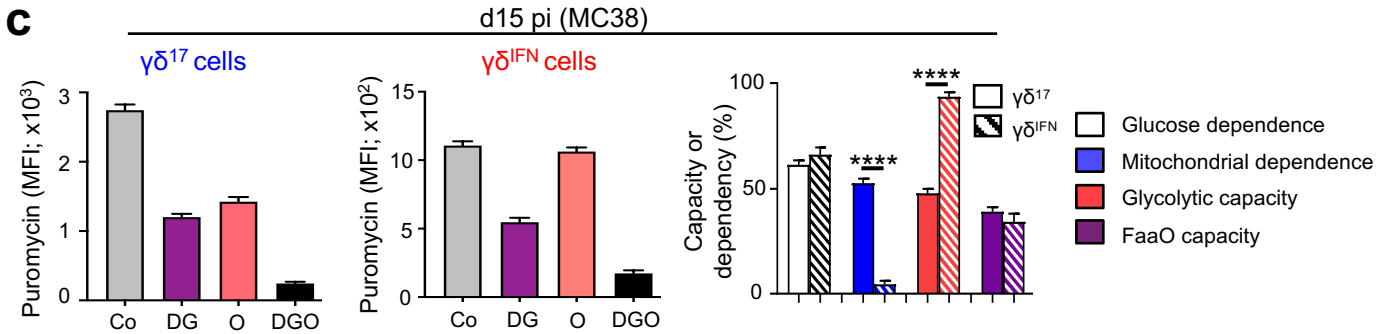 c
d15 pi (MC38)
γδ¹⁷ cells
Puromycin (MFI; x10³)
3
2
1
0
Co DG O DGO
γδᴵᶠᴺ cells
Puromycin (MFI; x10²)
15
10
5
0
Co DG O DGO
Capacity or
dependency (%)
100
50
0
****
****
γδ¹⁷
γδᴵᶠᴺ
Glucose dependence
Mitochondrial dependence
Glycolytic capacity
FaaO capacity